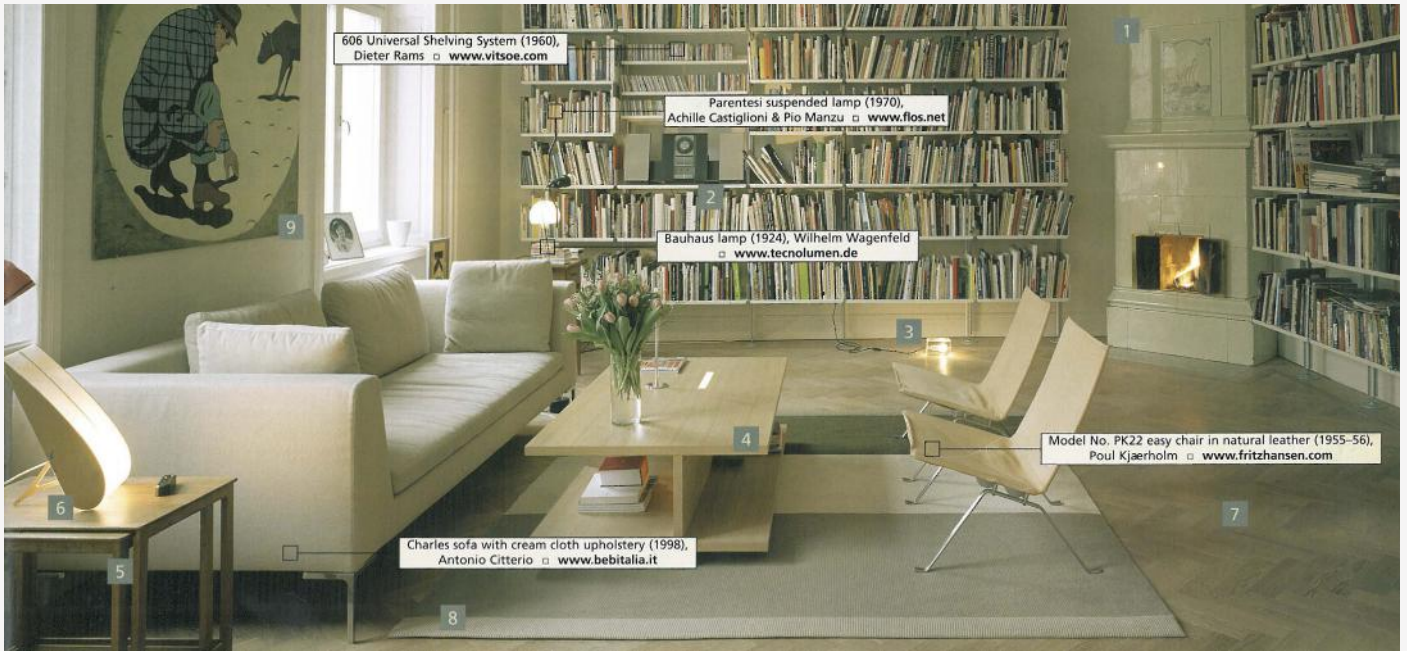 1
606 Universal Shelving System (1960),
Dieter Rams □ www.vitsoe.com
Parentesi suspended lamp (1970),
Achille Castiglioni & Pio Manzu □ www.flos.net
2
9
Bauhaus lamp (1924), Wilhelm Wagenfeld
□ www.tecnolumen.de
3
4
Model No. PK22 easy chair in natural leather (1955–56),
Poul Kjærholm □ www.fritzhansen.com
6
7
Charles sofa with cream cloth upholstery (1998),
Antonio Citterio □ www.bebitalia.it
5
8